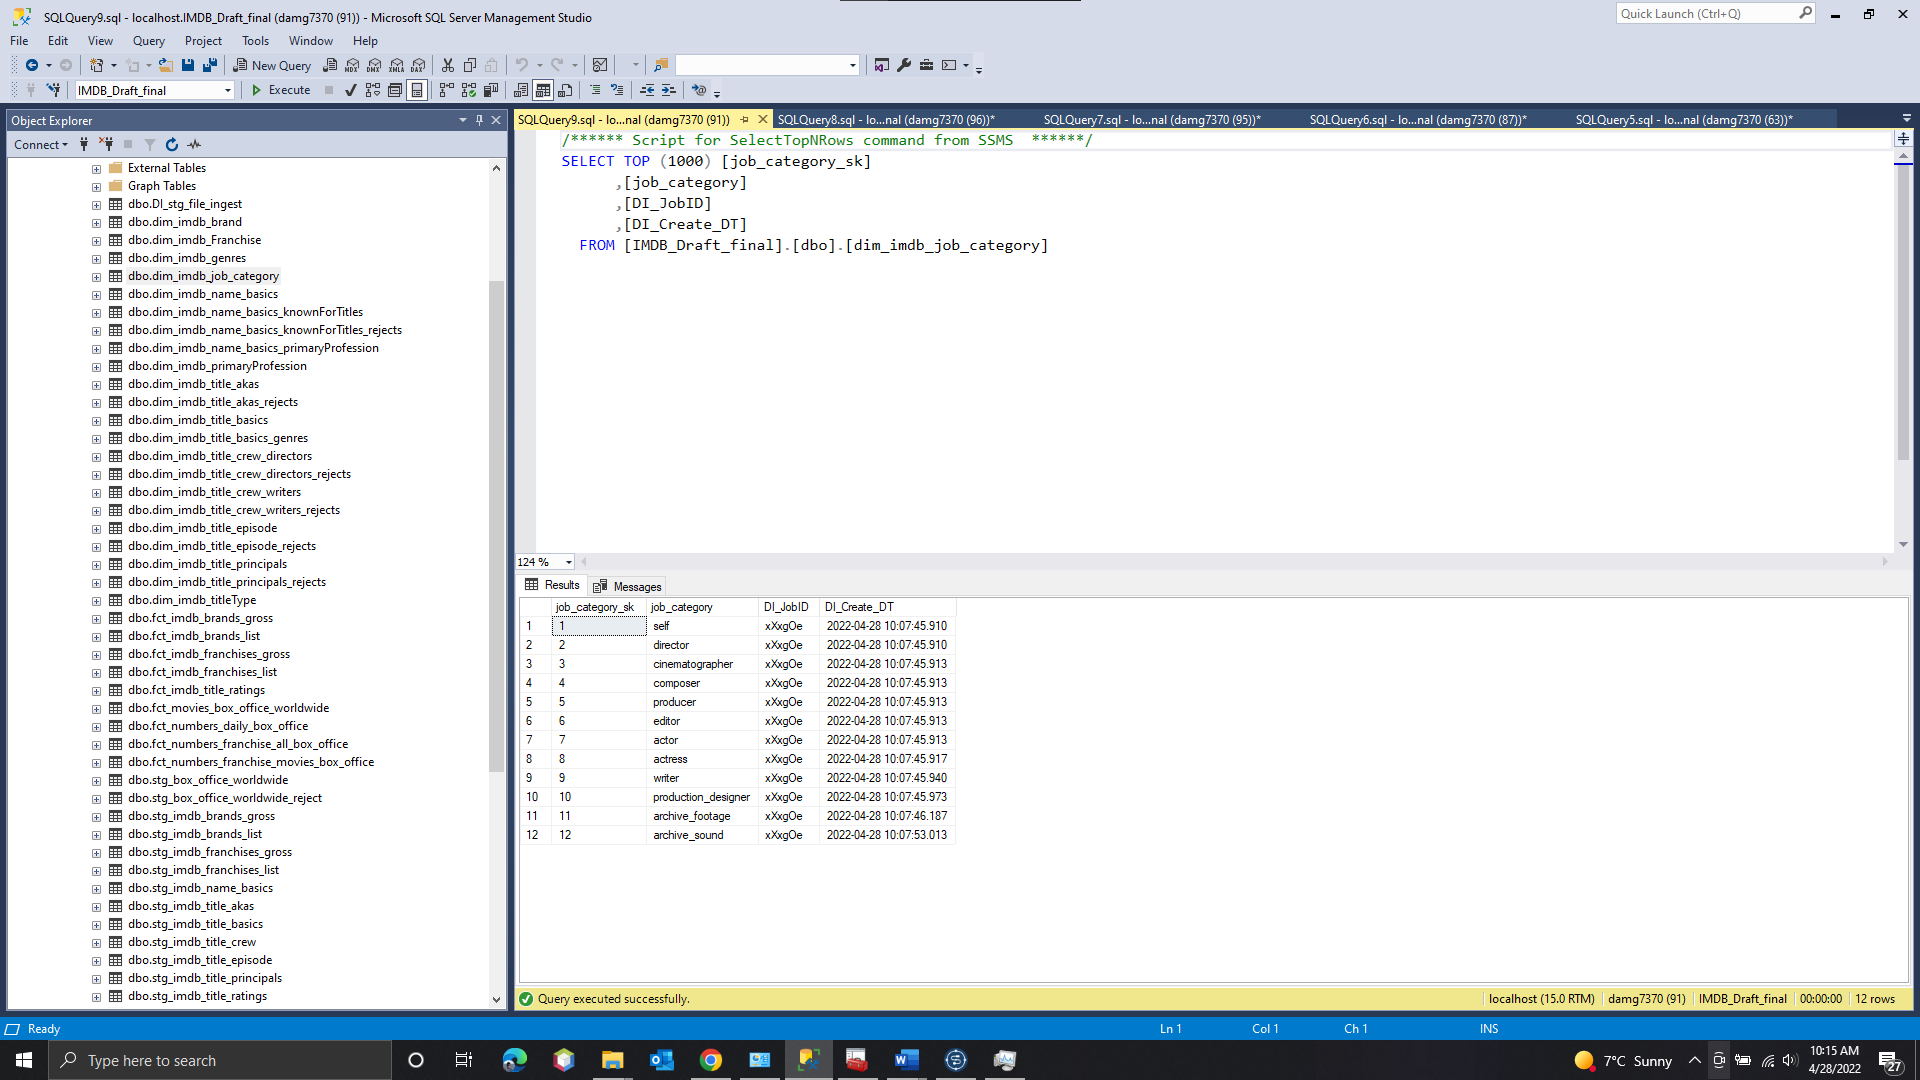 SQLQuery9.sql - localhost.IMDB_Draft_final (damg7370 (91)) - Microsoft SQL Server Management Studio
Quick Launch (Ctrl+Q)
File Edit View Query Project Tools Window Help
New Query
MDX DMX XMLA DAX
IMDB_Draft_final
Execute
Object Explorer
Connect
External Tables
Graph Tables
dbo.DI_stg_file_ingest
dbo.dim_imdb_brand
dbo.dim_imdb_Franchise
dbo.dim_imdb_genres
dbo.dim_imdb_job_category
dbo.dim_imdb_name_basics
dbo.dim_imdb_name_basics_knownForTitles
dbo.dim_imdb_name_basics_knownForTitles_rejects
dbo.dim_imdb_name_basics_primaryProfession
dbo.dim_imdb_primaryProfession
dbo.dim_imdb_title_akas
dbo.dim_imdb_title_akas_rejects
dbo.dim_imdb_title_basics
dbo.dim_imdb_title_basics_genres
dbo.dim_imdb_title_crew_directors
dbo.dim_imdb_title_crew_directors_rejects
dbo.dim_imdb_title_crew_writers
dbo.dim_imdb_title_crew_writers_rejects
dbo.dim_imdb_title_episode
dbo.dim_imdb_title_episode_rejects
dbo.dim_imdb_title_principals
dbo.dim_imdb_title_principals_rejects
dbo.dim_imdb_titleType
dbo.fct_imdb_brands_gross
dbo.fct_imdb_brands_list
dbo.fct_imdb_franchises_gross
dbo.fct_imdb_franchises_list
dbo.fct_imdb_title_ratings
dbo.fct_movies_box_office_worldwide
dbo.fct_numbers_daily_box_office
dbo.fct_numbers_franchise_all_box_office
dbo.fct_numbers_franchise_movies_box_office
dbo.stg_box_office_worldwide
dbo.stg_box_office_worldwide_reject
dbo.stg_imdb_brands_gross
dbo.stg_imdb_brands_list
dbo.stg_imdb_franchises_gross
dbo.stg_imdb_franchises_list
dbo.stg_imdb_name_basics
dbo.stg_imdb_title_akas
dbo.stg_imdb_title_basics
dbo.stg_imdb_title_crew
dbo.stg_imdb_title_episode
dbo.stg_imdb_title_principals
dbo.stg_imdb_title_ratings
SQLQuery9.sql - lo...nal (damg7370 (91)) SQLQuery8.sql - lo...nal (damg7370 (96))* SQLQuery7.sql - lo...nal (damg7370 (95))* SQLQuery6.sql - lo...nal (damg7370 (87))* SQLQuery5.sql - lo...nal (damg7370 (63))*
/****** Script for SelectTopNRows command from SSMS ******/
SELECT TOP (1000) [job_category_sk]
,[job_category]
,[DI_JobID]
,[DI_Create_DT]
FROM [IMDB_Draft_final].[dbo].[dim_imdb_job_category]
124 %
Results Messages
job_category_sk job_category DI_JobID DI_Create_DT
1 1 self xXxgOe 2022-04-28 10:07:45.910
2 2 director xXxgOe 2022-04-28 10:07:45.910
3 3 cinematographer xXxgOe 2022-04-28 10:07:45.913
4 4 composer xXxgOe 2022-04-28 10:07:45.913
5 5 producer xXxgOe 2022-04-28 10:07:45.913
6 6 editor xXxgOe 2022-04-28 10:07:45.913
7 7 actor xXxgOe 2022-04-28 10:07:45.913
8 8 actress xXxgOe 2022-04-28 10:07:45.917
9 9 writer xXxgOe 2022-04-28 10:07:45.940
10 10 production_designer xXxgOe 2022-04-28 10:07:45.973
11 11 archive_footage xXxgOe 2022-04-28 10:07:46.187
12 12 archive_sound xXxgOe 2022-04-28 10:07:53.013
Query executed successfully. localhost (15.0 RTM) damg7370 (91) IMDB_Draft_final 00:00:00 12 rows
Ready Ln 1 Col 1 Ch 1 INS
Type here to search
7°C Sunny
10:15 AM
4/28/2022
27